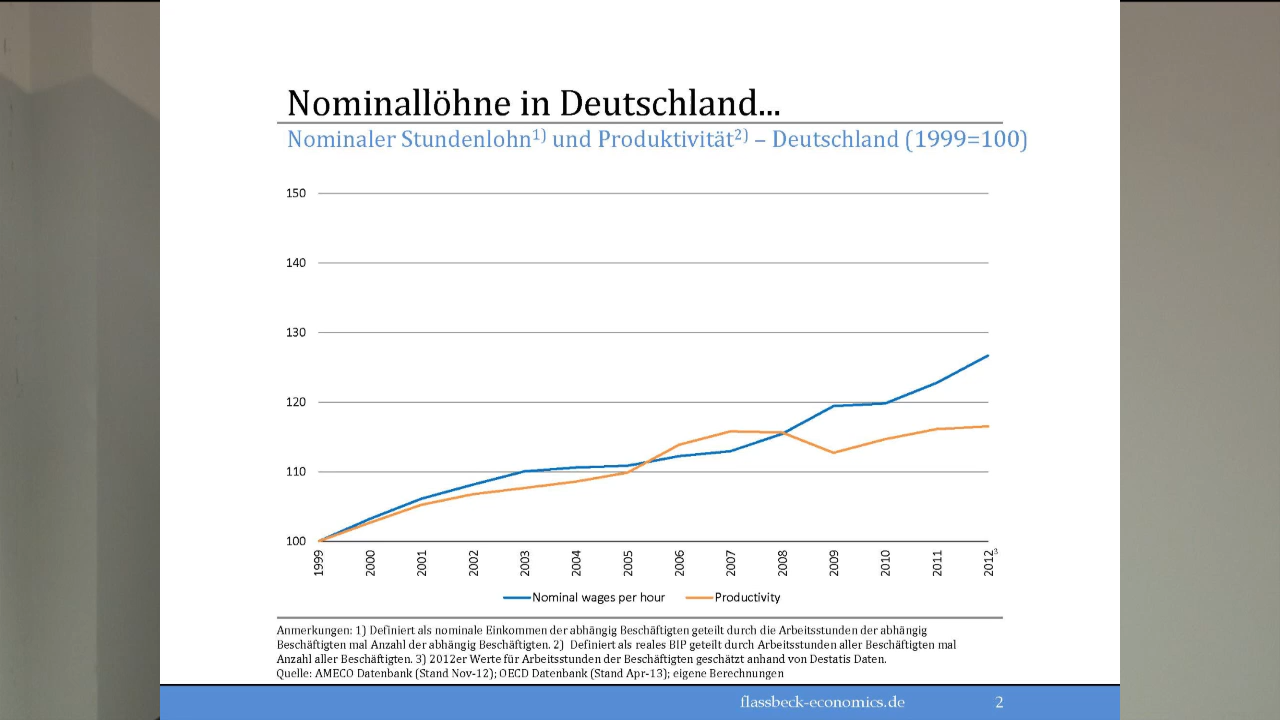 Nominallöhne in Deutschland...
Nominaler Stundenlohn1) und Produktivität2) – Deutschland (1999=100)
150
140
130
120
110
100
1999 2000 2001 2002 2003 2004 2005 2006 2007 2008 2009 2010 2011 2012³
Nominal wages per hour Productivity
Anmerkungen: 1) Definiert als nominale Einkommen der abhängig Beschäftigten geteilt durch die Arbeitsstunden der abhängig
Beschäftigten mal Anzahl der abhängig Beschäftigten. 2) Definiert als reales BIP geteilt durch Arbeitsstunden aller Beschäftigten mal
Anzahl aller Beschäftigten. 3) 2012er Werte für Arbeitsstunden der Beschäftigten geschätzt anhand von Destatis Daten.
Quelle: AMECO Datenbank (Stand Nov-12); OECD Datenbank (Stand Apr-13); eigene Berechnungen
flassbeck-economics.de 2